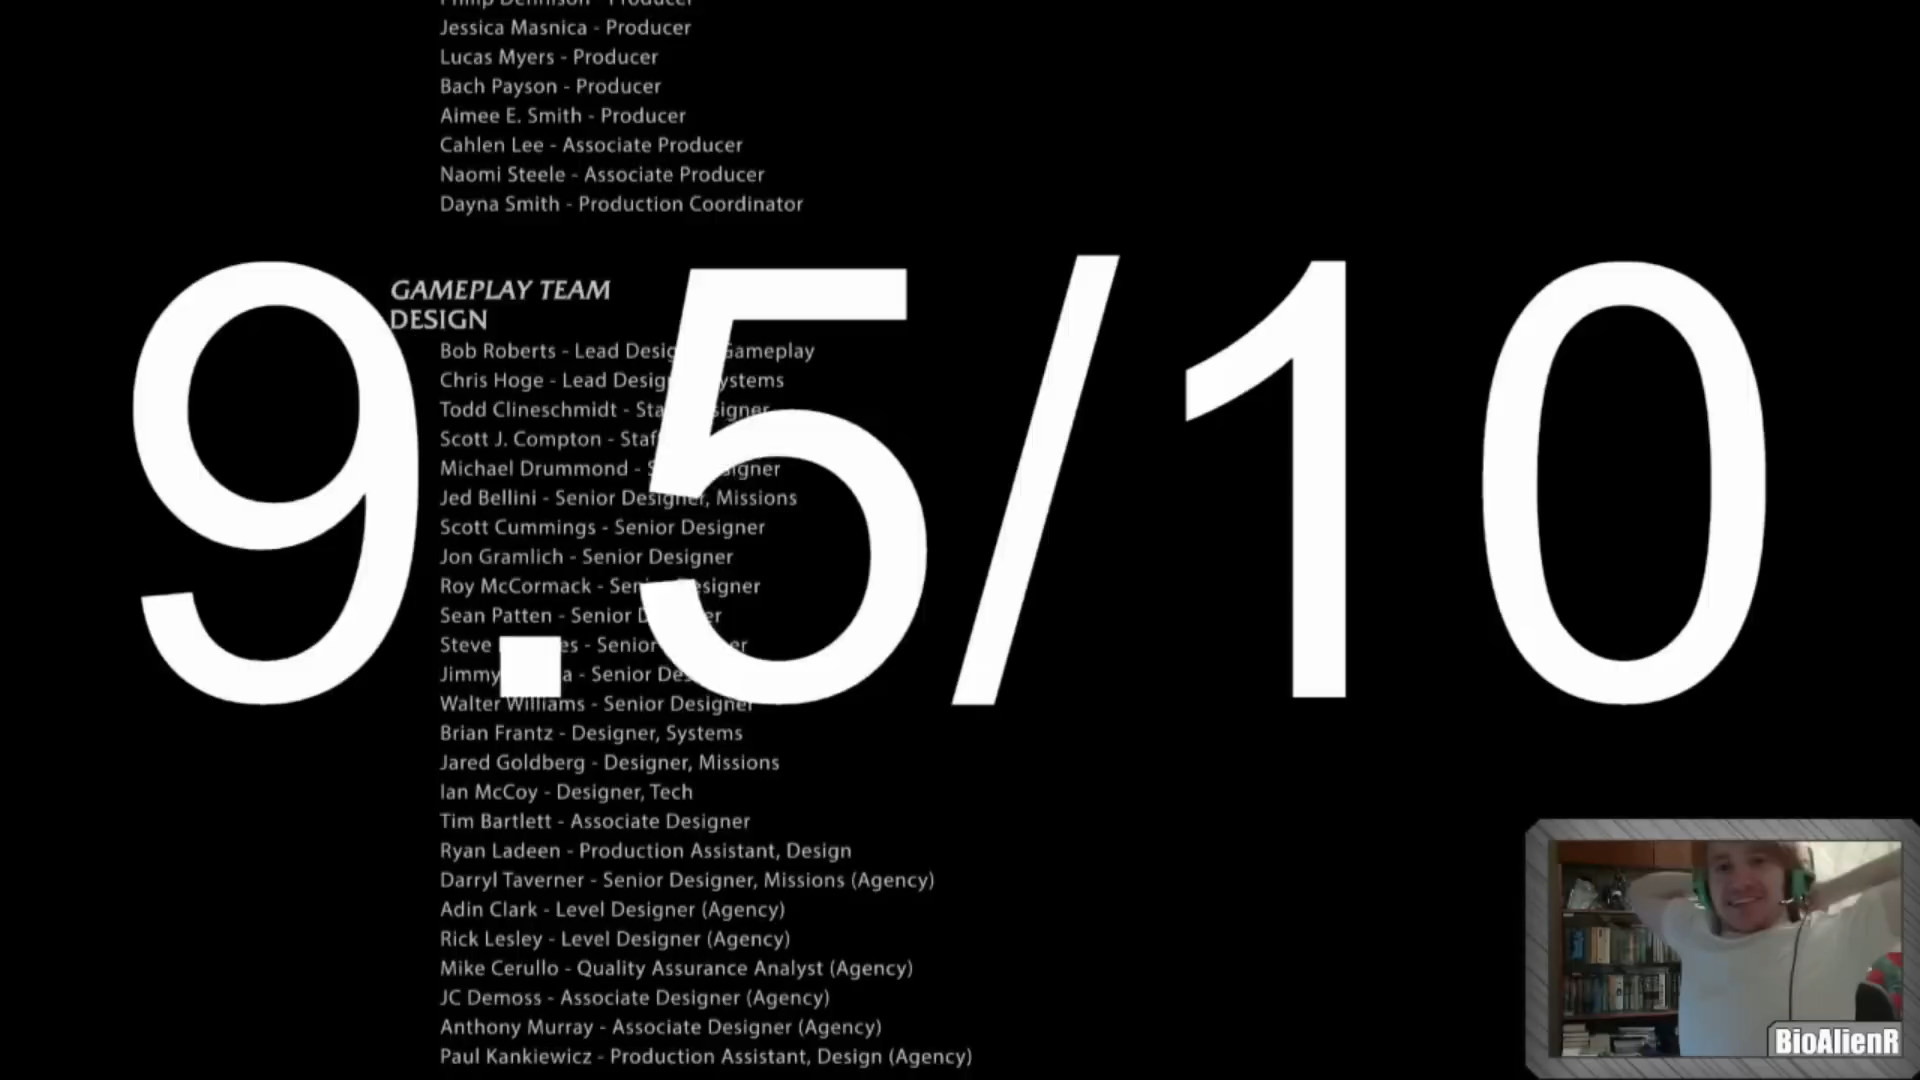 Jessica Masnica - Producer
Lucas Myers - Producer
Bach Payson - Producer
Aimee E. Smith - Producer
Cahlen Lee - Associate Producer
Naomi Steele - Associate Producer
Dayna Smith - Production Coordinator
GAMEPLAY TEAM
DESIGN
9.5/10
Bob Roberts - Lead Gameplay
Chris Hoge - Lead
Todd Clineschmidt -
Scott J. Compton -
Michael Drummond -
Jed Bellini - Senior Designer, Missions
Scott Cummings - Senior Designer
Jon Gramlich - Senior Designer
Roy McCormack -
Sean Patten - Senior
Steve - Senior
Jimmy - Senior
Walter Williams - Senior Designer
Brian Frantz - Designer, Systems
Jared Goldberg - Designer, Missions
Ian McCoy - Designer, Tech
Tim Bartlett - Associate Designer
Ryan Ladeen - Production Assistant, Design
Darryl Taverner - Senior Designer, Missions (Agency)
Adin Clark - Level Designer (Agency)
Rick Lesley - Level Designer (Agency)
Mike Cerullo - Quality Assurance Analyst (Agency)
JC Demoss - Associate Designer (Agency)
Anthony Murray - Associate Designer (Agency)
Paul Kankiewicz - Production Assistant, Design (Agency)
BioAlienR